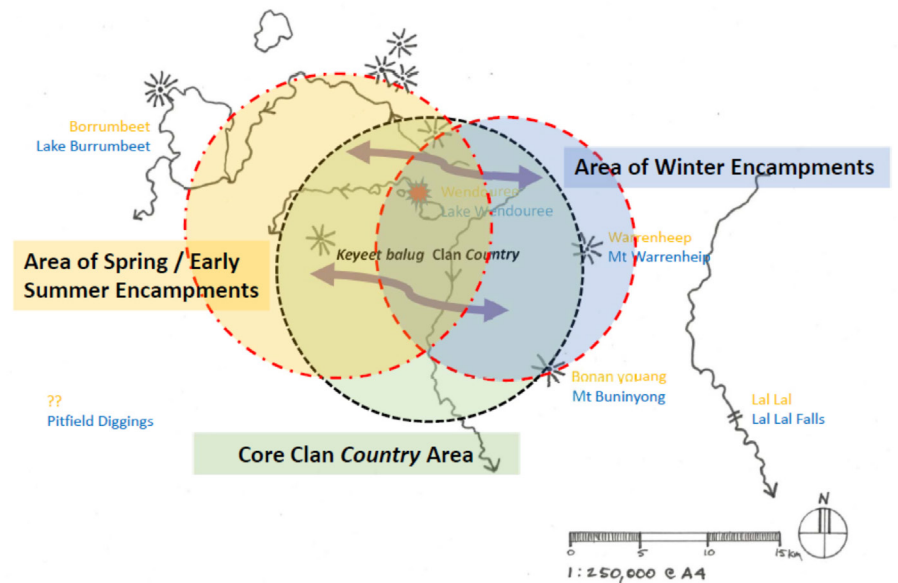 Borrumbeet
Lake Burrumbeet
Area of Winter Encampments
Wendouree
Lake Wendouree
Warrenheep
Mt Warrenheip
Keyeet balug Clan Country
Area of Spring / Early
Summer Encampments
Bonan youang
Mt Buninyong
??
Pitfield Diggings
Lal Lal
Lal Lal Falls
Core Clan Country Area
N
0 5 10 15 km
1:250,000 @ A4